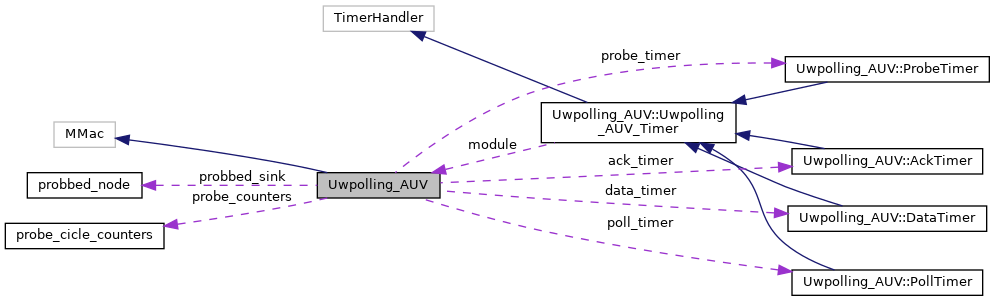 TimerHandler
probe_timer
Uwpolling_AUV::ProbeTimer
Uwpolling_AUV::Uwpolling
_AUV_Timer
MMac
module
ack_timer
Uwpolling_AUV::AckTimer
probbed_node
probbed_sink
Uwpolling_AUV
data_timer
probe_counters
Uwpolling_AUV::DataTimer
poll_timer
probe_cicle_counters
Uwpolling_AUV::PollTimer